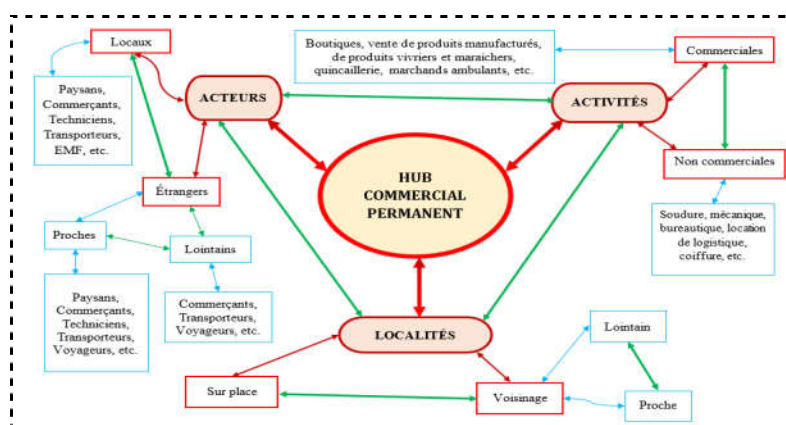 Locaux
Paysans,
Commerçants,
Techniciens,
Transporteurs,
EMF, etc.
ACTEURS
Boutiques, vente de produits manufacturés,
de produits vivriers et maraichers,
quincaillerie, marchands ambulants, etc.
ACTIVITÉS
Commerciales
Non commerciales
Soudure, mécanique,
bureautique, location
de logistique,
coiffure, etc.
HUB
COMMERCIAL
PERMANENT
Étrangers
Proches
Lointains
Paysans,
Commerçants,
Techniciens,
Transporteurs,
Voyageurs, etc.
Commerçants,
Transporteurs,
Voyageurs, etc.
LOCALITÉS
Sur place
Voisinage
Lointain
Proche